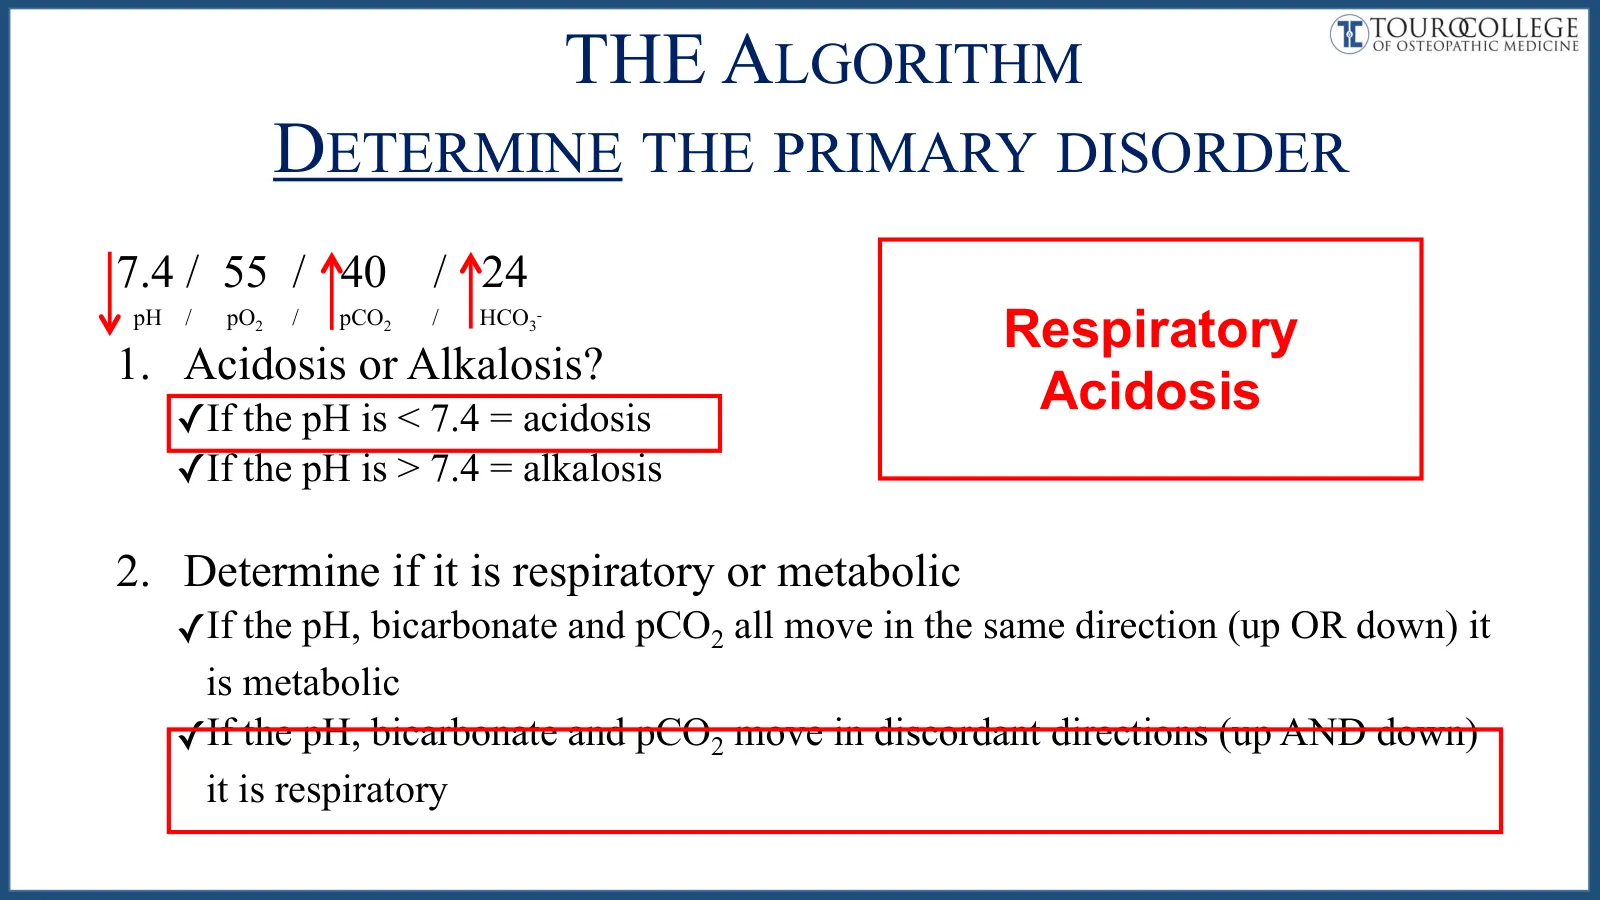 TOUROCOLLEGE
OF OSTEOPATHIC MEDICINE
THE ALGORITHM
DETERMINE THE PRIMARY DISORDER
7.4 / 55 / 40 / 24
pH / pO₂ / pCO₂ / HCO₃⁻
Respiratory
Acidosis
1. Acidosis or Alkalosis?
✓If the pH is < 7.4 = acidosis
✓If the pH is > 7.4 = alkalosis
2. Determine if it is respiratory or metabolic
✓If the pH, bicarbonate and pCO₂ all move in the same direction (up OR down) it
is metabolic
✓If the pH, bicarbonate and pCO₂ move in discordant directions (up AND down)
it is respiratory